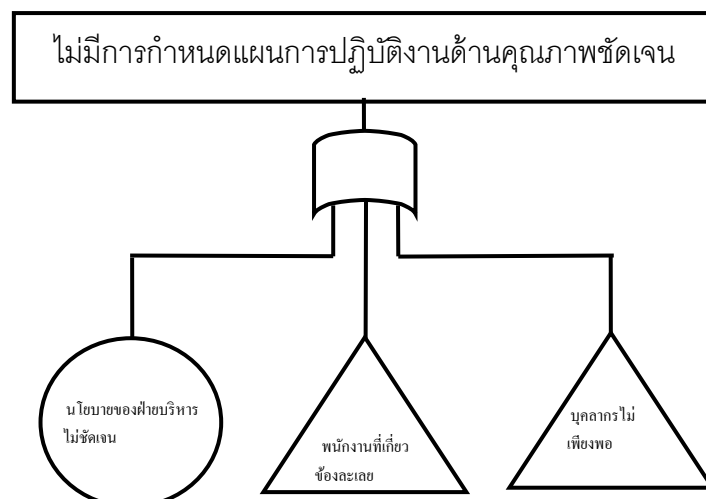 ไม่มีการกำหนดแผนการปฏิบัติงานด้านคุณภาพชัดเจน
นโยบายของฝ่ายบริหาร
ไม่ชัดเจน
พนักงานที่เกี่ยว
ข้องละเลย
บุคลากรไม่
เพียงพอ